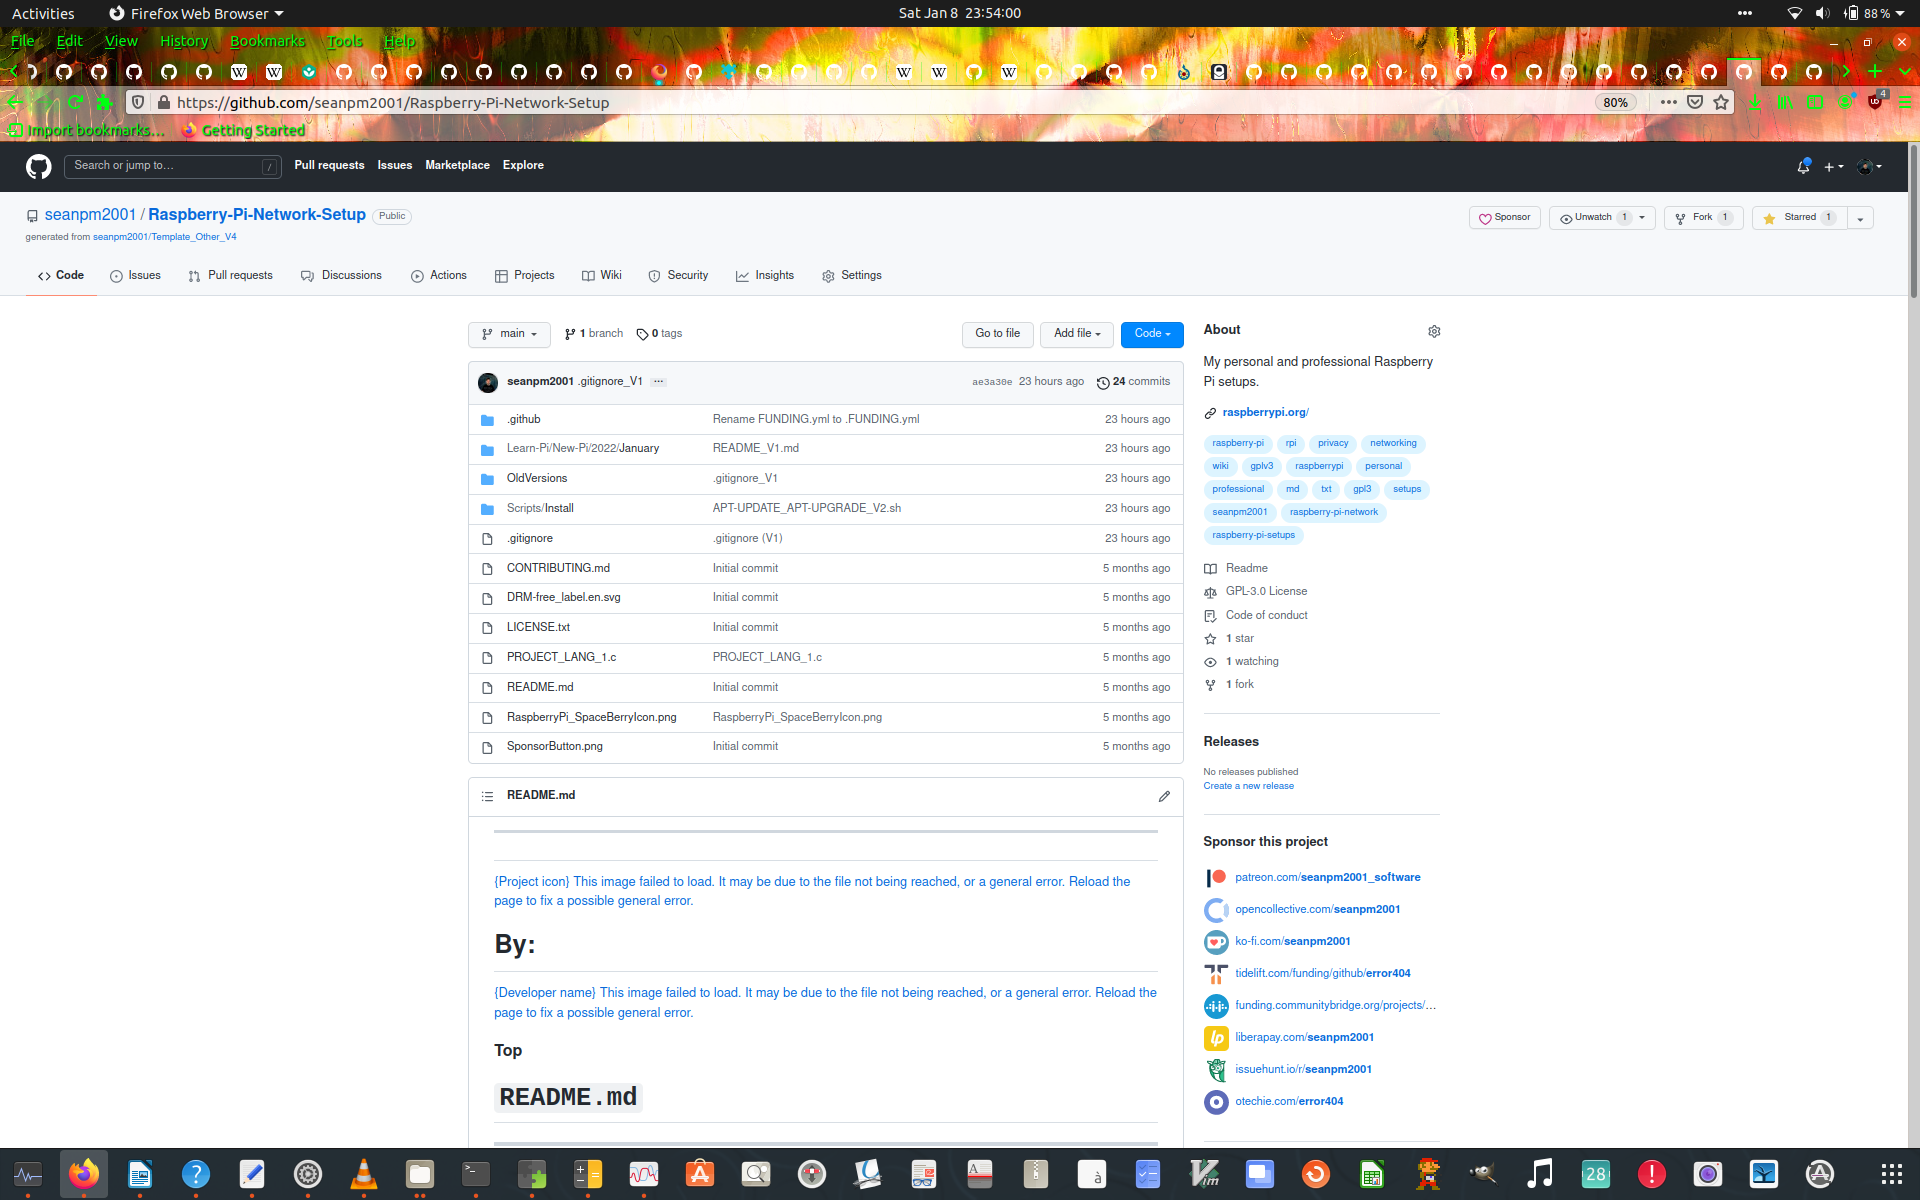 Activities
Firefox Web Browser
Sat Jan 8 23:54:00
88 %
File Edit View History Bookmarks Tools Help
https://github.com/seanpm2001/Raspberry-Pi-Network-Setup
80%
4
Import bookmarks... Getting Started
Search or jump to...
/
Pull requests Issues Marketplace Explore
seanpm2001 / Raspberry-Pi-Network-Setup Public
Sponsor
Unwatch 1
Fork 1
Starred 1
generated from seanpm2001/Template_Other_V4
Code Issues Pull requests Discussions Actions Projects Wiki Security Insights Settings
main
1 branch
0 tags
Go to file
Add file
Code
seanpm2001 .gitignore_V1 ...
ae3a30e 23 hours ago
24 commits
.github Rename FUNDING.yml to .FUNDING.yml 23 hours ago
Learn-Pi/New-Pi/2022/January README_V1.md 23 hours ago
OldVersions .gitignore_V1 23 hours ago
Scripts/Install APT-UPDATE_APT-UPGRADE_V2.sh 23 hours ago
.gitignore .gitignore (V1) 23 hours ago
CONTRIBUTING.md Initial commit 5 months ago
DRM-free_label.en.svg Initial commit 5 months ago
LICENSE.txt Initial commit 5 months ago
PROJECT_LANG_1.c PROJECT_LANG_1.c 5 months ago
README.md Initial commit 5 months ago
RaspberryPi_SpaceBerryIcon.png RaspberryPi_SpaceBerryIcon.png 5 months ago
SponsorButton.png Initial commit 5 months ago
README.md
{Project icon} This image failed to load. It may be due to the file not being reached, or a general error. Reload the
page to fix a possible general error.
By:
{Developer name} This image failed to load. It may be due to the file not being reached, or a general error. Reload the
page to fix a possible general error.
Top
README.md
About
My personal and professional Raspberry
Pi setups.
raspberrypi.org/
raspberry-pi rpi privacy networking
wiki gplv3 raspberrypi personal
professional md txt gpl3 setups
seanpm2001 raspberry-pi-network
raspberry-pi-setups
Readme
GPL-3.0 License
Code of conduct
1 star
1 watching
1 fork
Releases
No releases published
Create a new release
Sponsor this project
patreon.com/seanpm2001_software
opencollective.com/seanpm2001
ko-fi.com/seanpm2001
tidelift.com/funding/github/error404
funding.communitybridge.org/projects/...
liberapay.com/seanpm2001
issuehunt.io/r/seanpm2001
otechie.com/error404
28